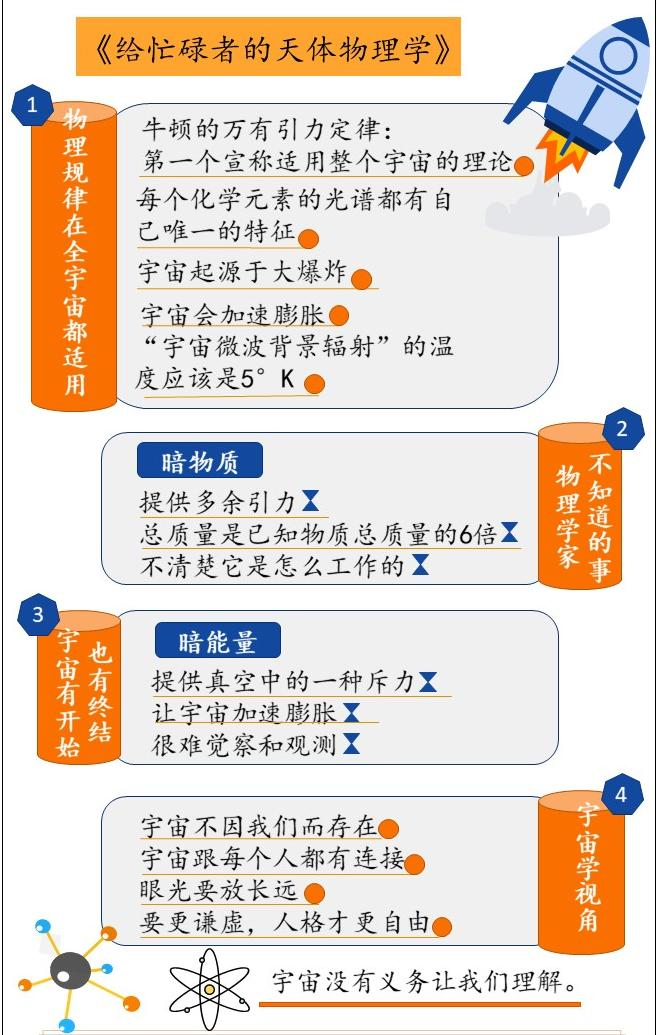 《给忙碌者的天体物理学》
1
物理规律在全宇宙都适用
牛顿的万有引力定律：
第一个宣称适用整个宇宙的理论
每个化学元素的光谱都有自
己唯一的特征
宇宙起源于大爆炸
宇宙会加速膨胀
“宇宙微波背景辐射”的温
度应该是5°K
2
不知道的事
物理学家
暗物质
提供多余引力
总质量是已知物质总质量的6倍
不清楚它是怎么工作的
3
宇宙有开始
也有终结
暗能量
提供真空中的一种斥力
让宇宙加速膨胀
很难觉察和观测
4
宇宙学视角
宇宙不因我们而存在
宇宙跟每个人都有连接
眼光要放长远
要更谦虚，人格才更自由
宇宙没有义务让我们理解。